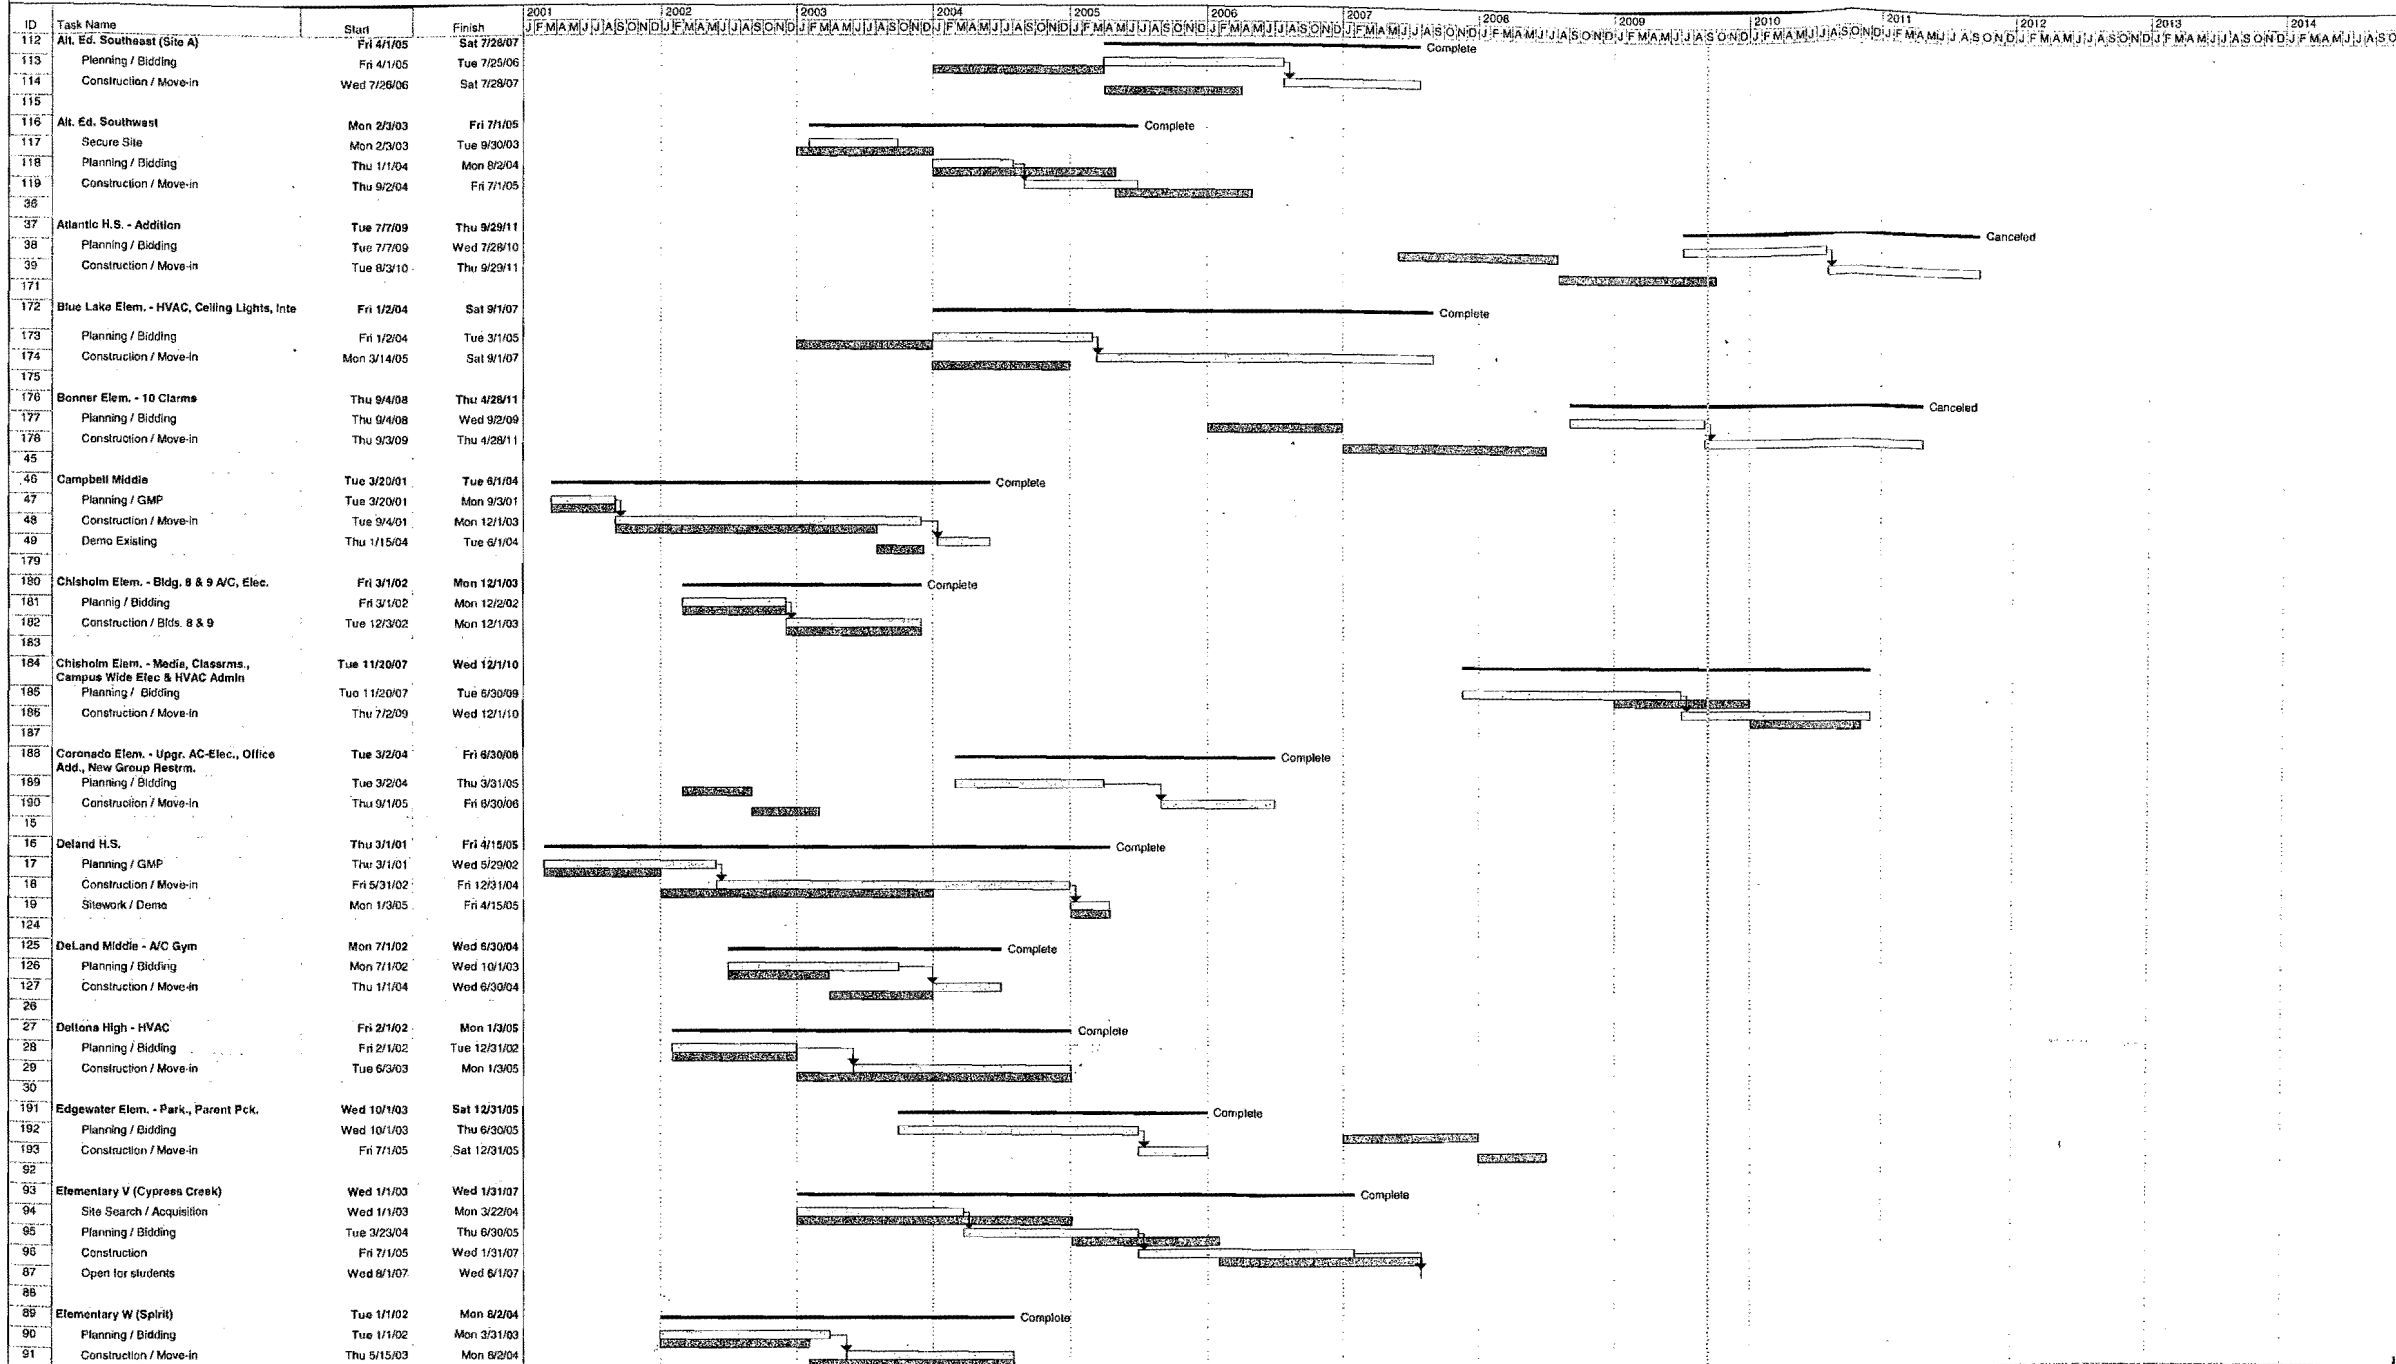 2001 2002 2003 2004 2005 2006 2007 2008 2009 2010 2011 2012 2013 2014
ID Task Name Start Finish
112 Alt. Ed. Southeast (Site A) Fri 4/1/05 Sat 7/28/07 Complete
113 Planning / Bidding Fri 4/1/05 Tue 7/25/06
114 Construction / Move-in Wed 7/26/06 Sat 7/28/07
115
116 Alt. Ed. Southwest Mon 2/3/03 Fri 7/1/05 Complete
117 Secure Site Mon 2/3/03 Tue 9/30/03
118 Planning / Bidding Thu 1/1/04 Mon 8/2/04
119 Construction / Move-in Thu 9/2/04 Fri 7/1/05
36
37 Atlantic H.S. - Addition Tue 7/7/09 Thu 9/29/11 Canceled
38 Planning / Bidding Tue 7/7/09 Wed 7/28/10
39 Construction / Move-in Tue 8/3/10 Thu 9/29/11
171
172 Blue Lake Elem. - HVAC, Ceiling Lights, Inte Fri 1/2/04 Sat 9/1/07 Complete
173 Planning / Bidding Fri 1/2/04 Tue 3/1/05
174 Construction / Move-in Mon 3/14/05 Sat 9/1/07
175
176 Bonner Elem. - 10 Clarms Thu 9/4/08 Thu 4/28/11 Canceled
177 Planning / Bidding Thu 9/4/08 Wed 9/2/09
178 Construction / Move-in Thu 9/3/09 Thu 4/28/11
45
46 Campbell Middle Tue 3/20/01 Tue 6/1/04 Complete
47 Planning / GMP Tue 3/20/01 Mon 9/3/01
48 Construction / Move-in Tue 9/4/01 Mon 12/1/03
49 Demo Existing Thu 1/15/04 Tue 6/1/04
179
180 Chisholm Elem. - Bldg. 8 & 9 A/C, Elec. Fri 3/1/02 Mon 12/1/03 Complete
181 Plannig / Bidding Fri 3/1/02 Mon 12/2/02
182 Construction / Blds. 8 & 9 Tue 12/3/02 Mon 12/1/03
183
184 Chisholm Elem. - Media, Classrms., Tue 11/20/07 Wed 12/1/10
Campus Wide Elec & HVAC Admin
185 Planning / Bidding Tue 11/20/07 Tue 6/30/09
186 Construction / Move-in Thu 7/2/09 Wed 12/1/10
187
188 Coronado Elem. - Upgr. AC-Elec., Office Tue 3/2/04 Fri 6/30/06 Complete
Add., New Group Restrm.
189 Planning / Bidding Tue 3/2/04 Thu 3/31/05
190 Construction / Move-in Thu 9/1/05 Fri 6/30/06
15
16 Deland H.S. Thu 3/1/01 Fri 4/15/05 Complete
17 Planning / GMP Thu 3/1/01 Wed 5/29/02
18 Construction / Move-in Fri 5/31/02 Fri 12/31/04
19 Sitework / Demo Mon 1/3/05 Fri 4/15/05
124
125 DeLand Middle - A/C Gym Mon 7/1/02 Wed 6/30/04 Complete
126 Planning / Bidding Mon 7/1/02 Wed 10/1/03
127 Construction / Move-in Thu 1/1/04 Wed 6/30/04
26
27 Deltona High - HVAC Fri 2/1/02 Mon 1/3/05 Complete
28 Planning / Bidding Fri 2/1/02 Tue 12/31/02
29 Construction / Move-in Tue 6/3/03 Mon 1/3/05
30
191 Edgewater Elem. - Park., Parent Pck. Wed 10/1/03 Sat 12/31/05 Complete
192 Planning / Bidding Wed 10/1/03 Thu 6/30/05
193 Construction / Move-in Fri 7/1/05 Sat 12/31/05
92
93 Elementary V (Cypress Creek) Wed 1/1/03 Wed 1/31/07 Complete
94 Site Search / Acquisition Wed 1/1/03 Mon 3/22/04
95 Planning / Bidding Tue 3/23/04 Thu 6/30/05
96 Construction Fri 7/1/05 Wed 1/31/07
87 Open for students Wed 8/1/07 Wed 8/1/07
88
89 Elementary W (Spirit) Tue 1/1/02 Mon 8/2/04 Complete
90 Planning / Bidding Tue 1/1/02 Mon 3/31/03
91 Construction / Move-in Thu 5/15/03 Mon 8/2/04